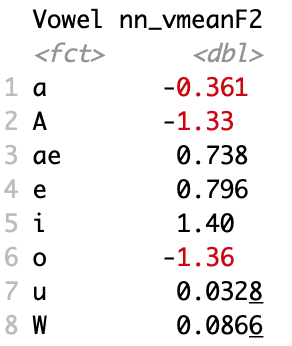 Vowel nn_vmeanF2
<fct> <dbl>
1 a -0.361
2 A -1.33
3 ae 0.738
4 e 0.796
5 i 1.40
6 o -1.36
7 u 0.0328
8 W 0.0866